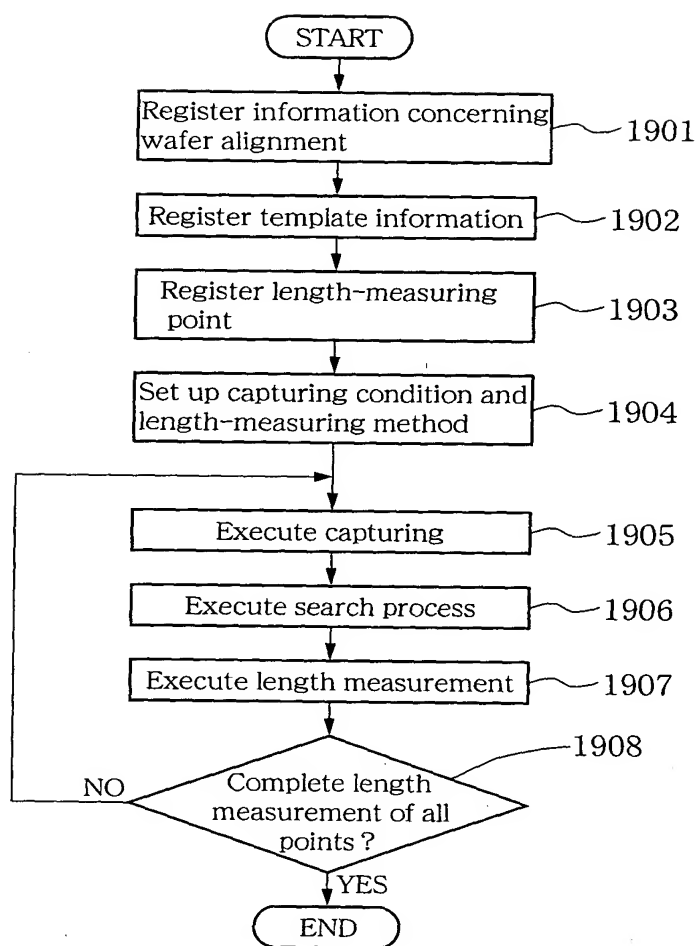 START
Register information concerning
wafer alignment
1901
Register template information
1902
Register length-measuring
point
1903
Set up capturing condition and
length-measuring method
1904
Execute capturing
1905
Execute search process
1906
Execute length measurement
1907
1908
Complete length
measurement of all
points ?
NO
YES
END